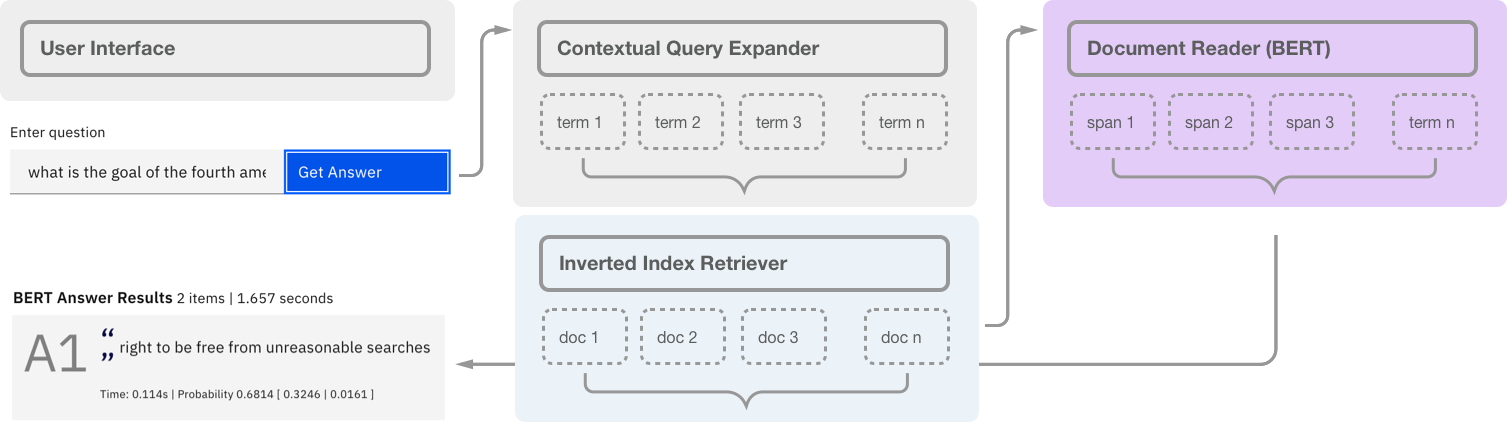 User Interface
Enter question
what is the goal of the fourth ame
Get Answer
BERT Answer Results 2 items | 1.657 seconds
A1
“ right to be free from unreasonable searches ”
Time: 0.114s | Probability 0.6814 [ 0.3246 | 0.0161 ]
Contextual Query Expander
term 1 term 2 term 3 term n
Inverted Index Retriever
doc 1 doc 2 doc 3 doc n
Document Reader (BERT)
span 1 span 2 span 3 term n